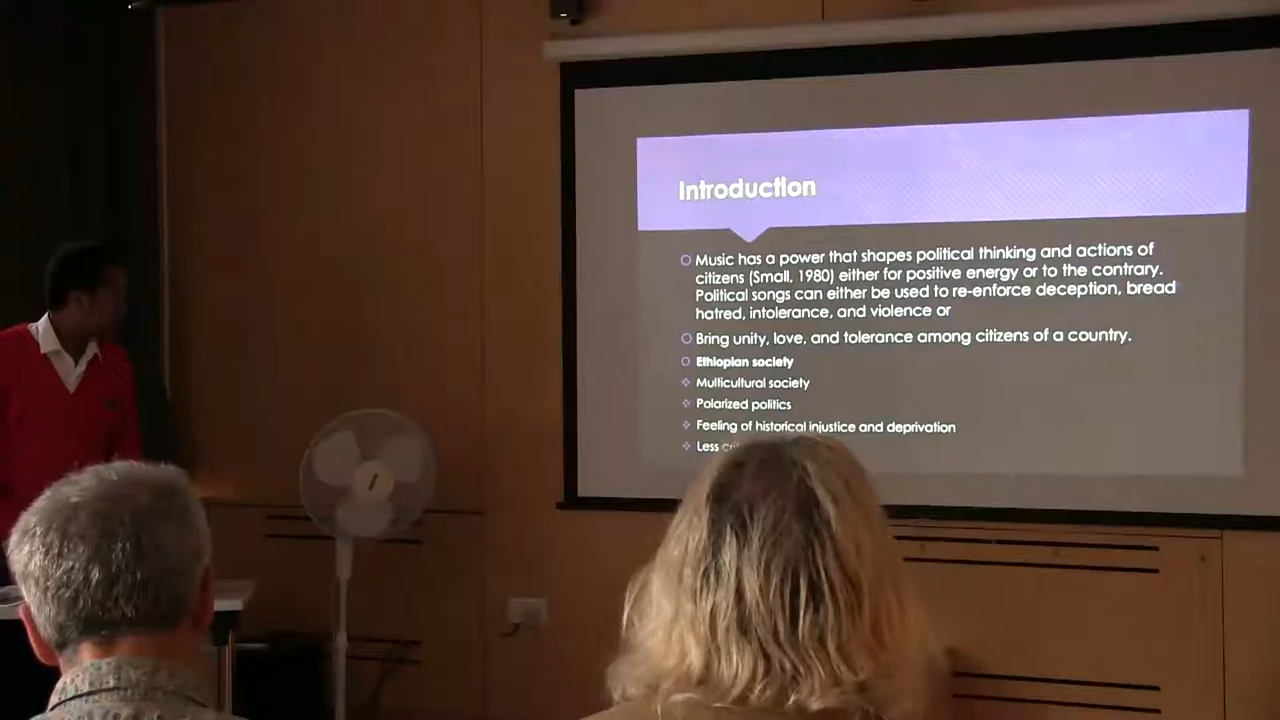 Introduction
Music has a power that shapes political thinking and actions of
citizens (Small, 1980) either for positive energy or to the contrary.
Political songs can either be used to re-enforce deception, bread
hatred, intolerance, and violence or
Bring unity, love, and tolerance among citizens of a country.
Ethiopian society
Multicultural society
Polarized politics
Feeling of historical injustice and deprivation
Less